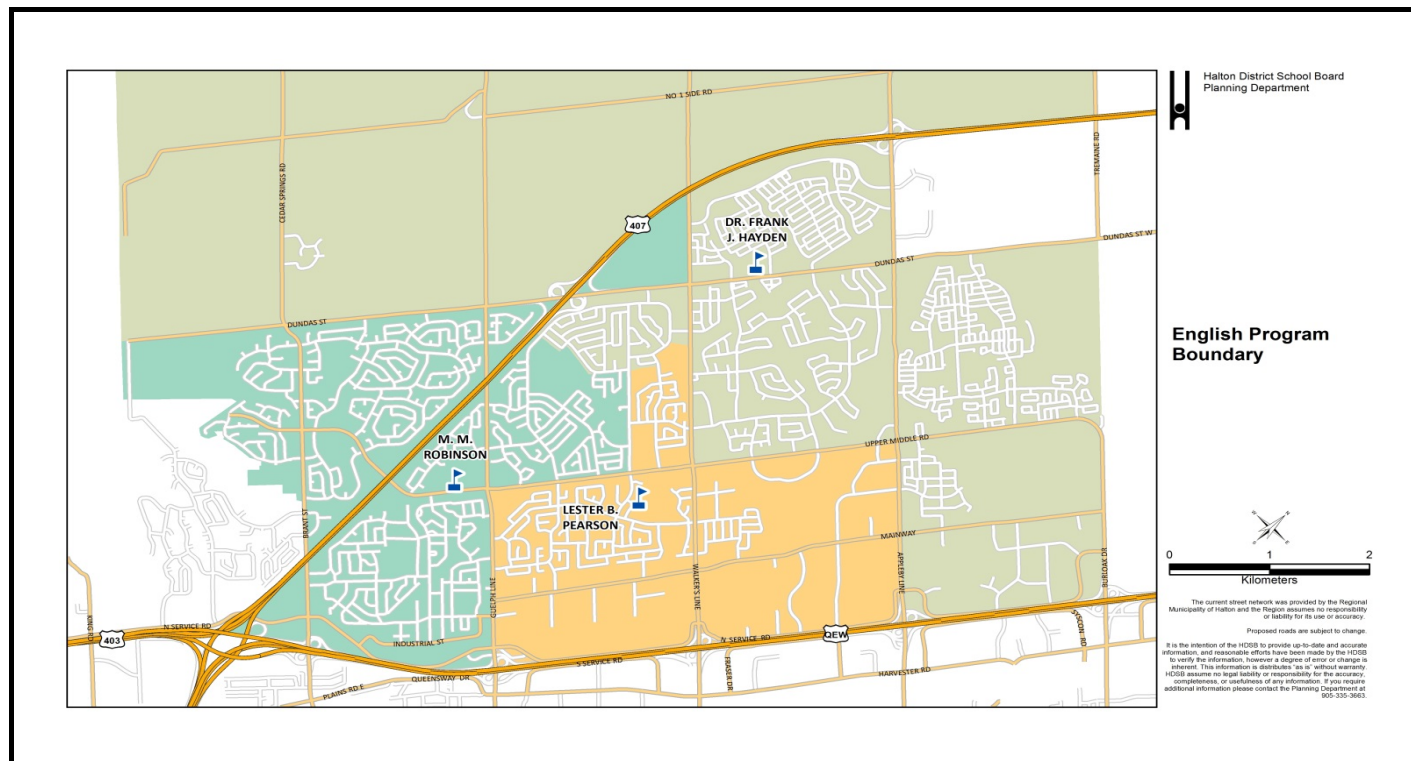 Halton District School Board
Planning Department
NO 1 SIDE RD
CEDAR SPRINGS RD
TREMAINE RD
407
DR. FRANK
J. HAYDEN
DUNDAS ST W
DUNDAS ST
DUNDAS ST
English Program
Boundary
M. M.
ROBINSON
UPPER MIDDLE RD
LESTER B.
PEARSON
BRANT ST
MAINWAY
GUELPH LINE
WALKER'S LINE
APPLEBY LINE
BURLOAK DR
N
E
S
W
0 1 2
Kilometers
KING RD
403
N SERVICE RD
INDUSTRIAL ST
N SERVICE RD
QEW
SYSCON RD
S SERVICE RD
QUEENSWAY DR
PLAINS RD E
FRASER DR
HARVESTER RD
The current street network was provided by the Regional
Municipality of Halton and the Region assumes no responsibility
or liability for its use or accuracy.
Proposed roads are subject to change.
It is the intention of the HDSB to provide up-to-date and accurate
information, and reasonable efforts have been made by the HDSB
to verify the information, however a degree of error or change is
inherent. This information is distributes "as is" without warranty.
HDSB assume no legal liability or responsibility for the accuracy,
completeness, or usefulness of any information. If you require
additional information please contact the Planning Department at
905-335-3663.